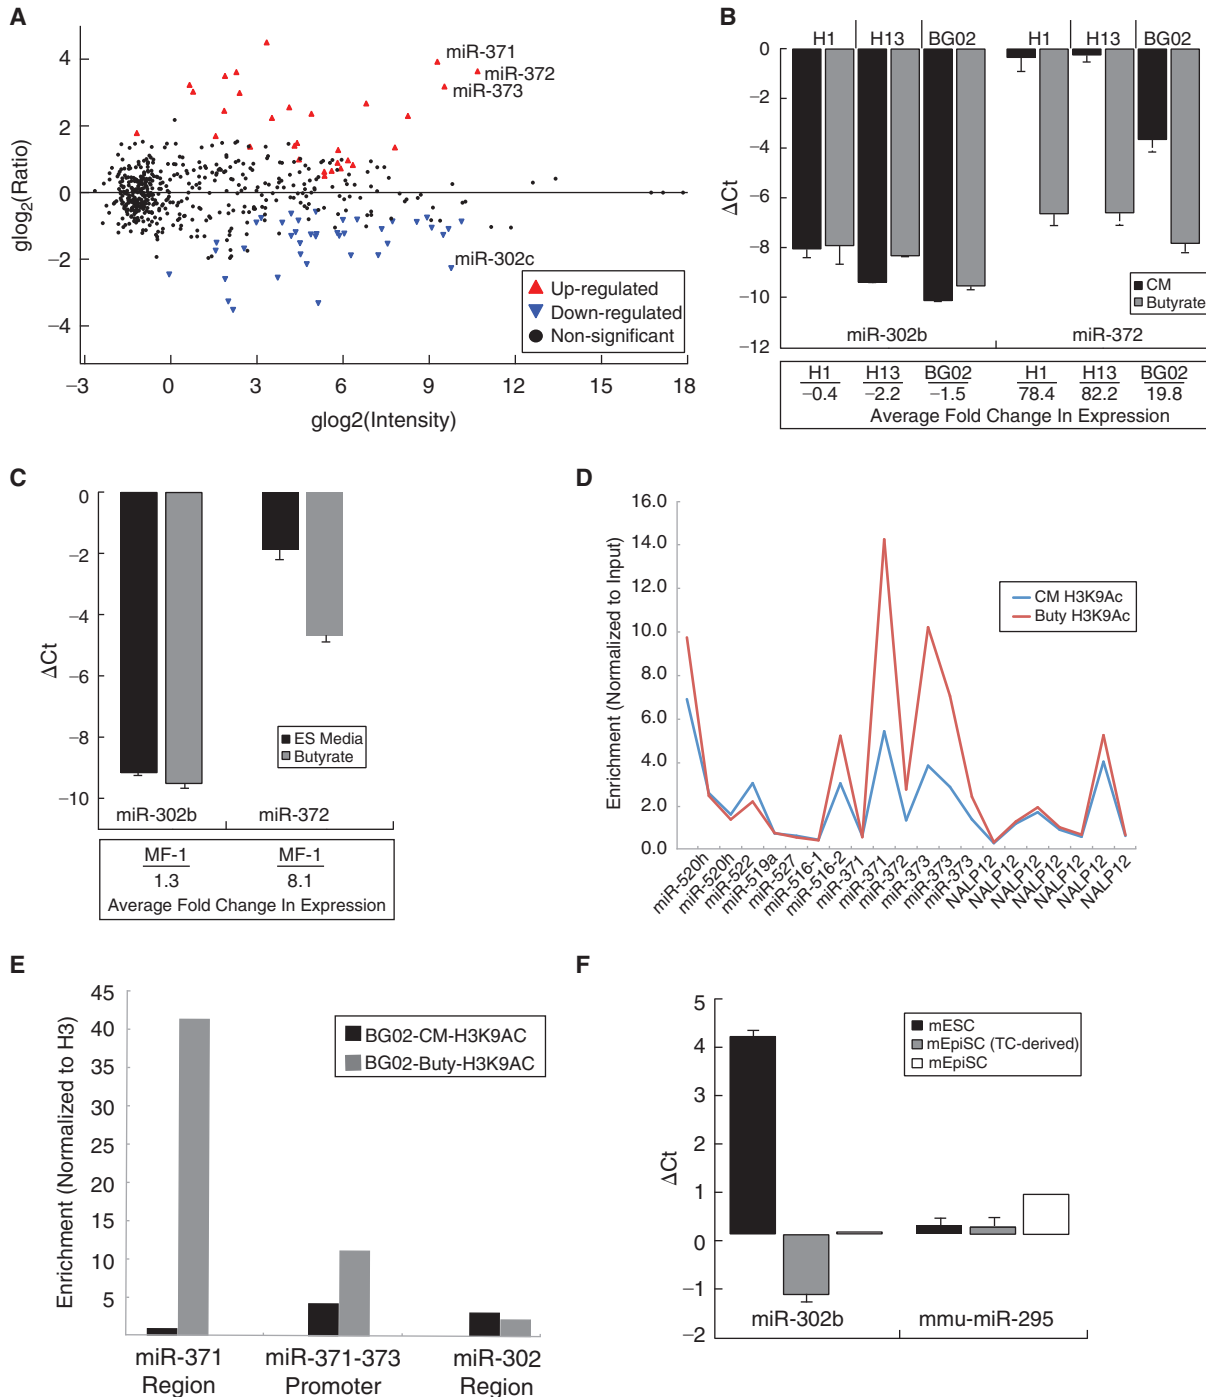 A
4
2
0
−2
−4
glog2(Ratio)
miR-371
miR-372
miR-373
miR-302c
Up-regulated
Down-regulated
Non-significant
−3 0 3 6 9 12 15 18
glog2(Intensity)
B
H1 H13 BG02 H1 H13 BG02
0
−2
−4
−6
−8
−10
−12
ΔCt
CM
Butyrate
miR-302b miR-372
H1 H13 BG02 H1 H13 BG02
−0.4 −2.2 −1.5 78.4 82.2 19.8
Average Fold Change In Expression
C
0
−2
−4
−6
−8
−10
ΔCt
ES Media
Butyrate
miR-302b miR-372
MF-1 MF-1
1.3 8.1
Average Fold Change In Expression
D
16.0
14.0
12.0
10.0
8.0
6.0
4.0
2.0
0.0
Enrichment (Normalized to Input)
CM H3K9Ac
Buty H3K9Ac
miR-520h
miR-520h
miR-522
miR-519a
miR-527
miR-516-1
miR-516-2
miR-371
miR-371
miR-372
miR-373
miR-373
miR-373
NALP12
NALP12
NALP12
NALP12
NALP12
NALP12
NALP12
E
45
40
35
30
25
20
15
10
5
Enrichment (Normalized to H3)
BG02-CM-H3K9AC
BG02-Buty-H3K9AC
miR-371 miR-371-373 miR-302
Region Promoter Region
F
5
4
3
2
1
0
−1
−2
ΔCt
mESC
mEpiSC (TC-derived)
mEpiSC
miR-302b mmu-miR-295